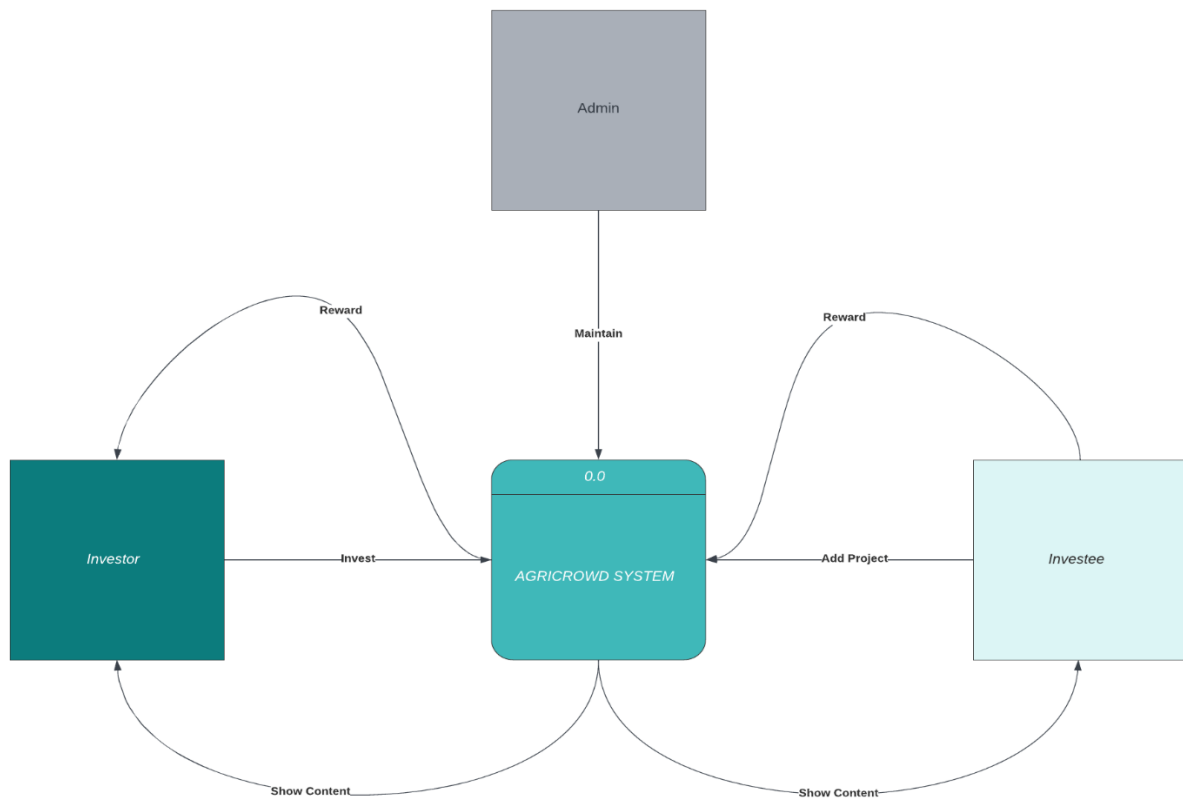 Admin
Reward
Reward
Maintain
0.0
Investor
Invest
AGRICROWD SYSTEM
Add Project
Investee
Show Content
Show Content